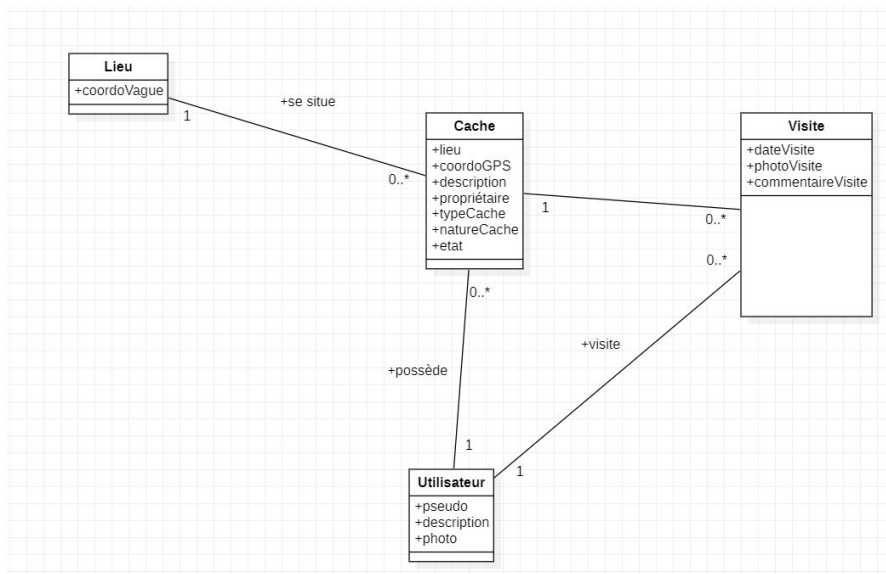 Lieu
+coordoVague
1
+se situe
0..*
Cache
+lieu
+coordoGPS
+description
+propriétaire
+typeCache
+natureCache
+etat
1
0..*
Visite
+dateVisite
+photoVisite
+commentaireVisite
0..*
0..*
+visite
+possède
1
1
Utilisateur
+pseudo
+description
+photo